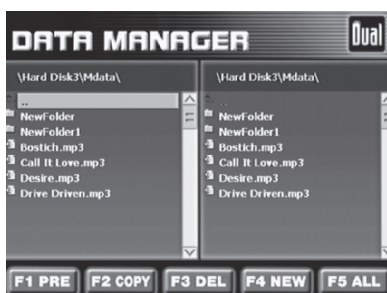 DATA MANAGER
Dual
\Hard Disk3\Mdata\
..
NewFolder
NewFolder1
Bostich.mp3
Call It Love.mp3
Desire.mp3
Drive Driven.mp3
\Hard Disk3\Mdata\
..
NewFolder
NewFolder1
Bostich.mp3
Call It Love.mp3
Desire.mp3
Drive Driven.mp3
F1 PRE F2 COPY F3 DEL F4 NEW F5 ALL